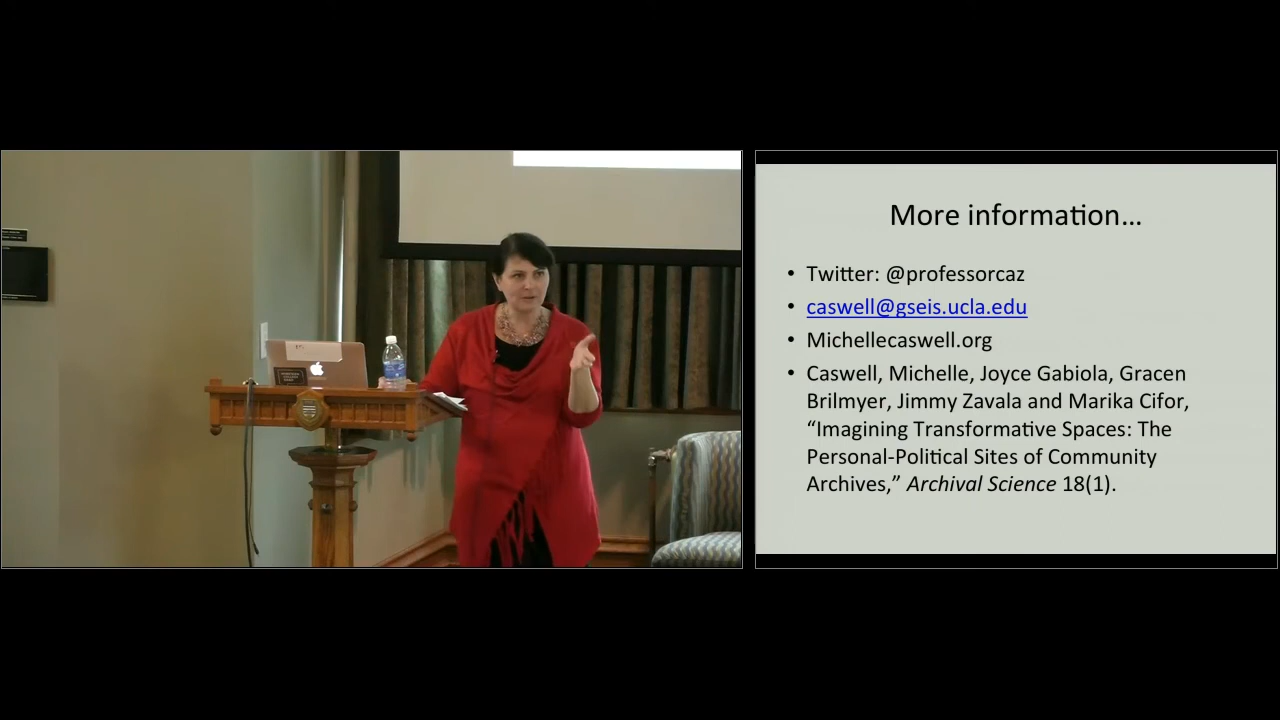 More information…
• Twitter: @professorcaz
• caswell@gseis.ucla.edu
• Michellecaswell.org
• Caswell, Michelle, Joyce Gabiola, Gracen
Brilmyer, Jimmy Zavala and Marika Cifor,
“Imagining Transformative Spaces: The
Personal-Political Sites of Community
Archives,” Archival Science 18(1).